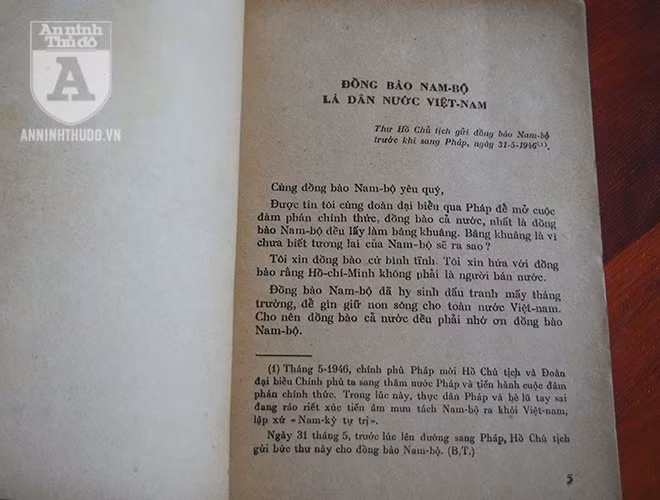 An ninh
Thủ đô
A
ANNINHTHUDO.VN
ĐỒNG BÀO NAM-BỘ
LÀ DÂN NƯỚC VIỆT-NAM
Thư Hồ Chủ tịch gửi đồng bào Nam-bộ
trước khi sang Pháp, ngày 31-5-1946(1).
Cùng đồng bào Nam-bộ yêu quý,
Được tin tôi cùng đoàn đại biểu qua Pháp để mở cuộc
đàm phán chính thức, đồng bào cả nước, nhất là đồng
bào Nam-bộ đều lấy làm bâng khuâng. Bâng khuâng là vì
chưa biết tương lai của Nam-bộ sẽ ra sao?
Tôi xin đồng bào cứ bình tĩnh. Tôi xin hứa với đồng
bào rằng Hồ-chí-Minh không phải là người bán nước.
Đồng bào Nam-bộ đã hy sinh đấu tranh mấy tháng
trường, để gìn giữ non sông cho toàn nước Việt-nam.
Cho nên đồng bào cả nước đều phải nhớ ơn đồng bào
Nam-bộ.
(1) Tháng 5-1946, chính phủ Pháp mời Hồ Chủ tịch và Đoàn
đại biểu Chính phủ ta sang thăm nước Pháp và tiến hành cuộc đàm
phán chính thức. Trong lúc này, thực dân Pháp và bè lũ tay sai
đang ráo riết xúc tiến âm mưu tách Nam-bộ ra khỏi Việt-nam,
lập xứ « Nam-kỳ tự trị ».
Ngày 31 tháng 5, trước lúc lên đường sang Pháp, Hồ Chủ tịch
gửi bức thư này cho đồng bào Nam-bộ. (B.T.)
5